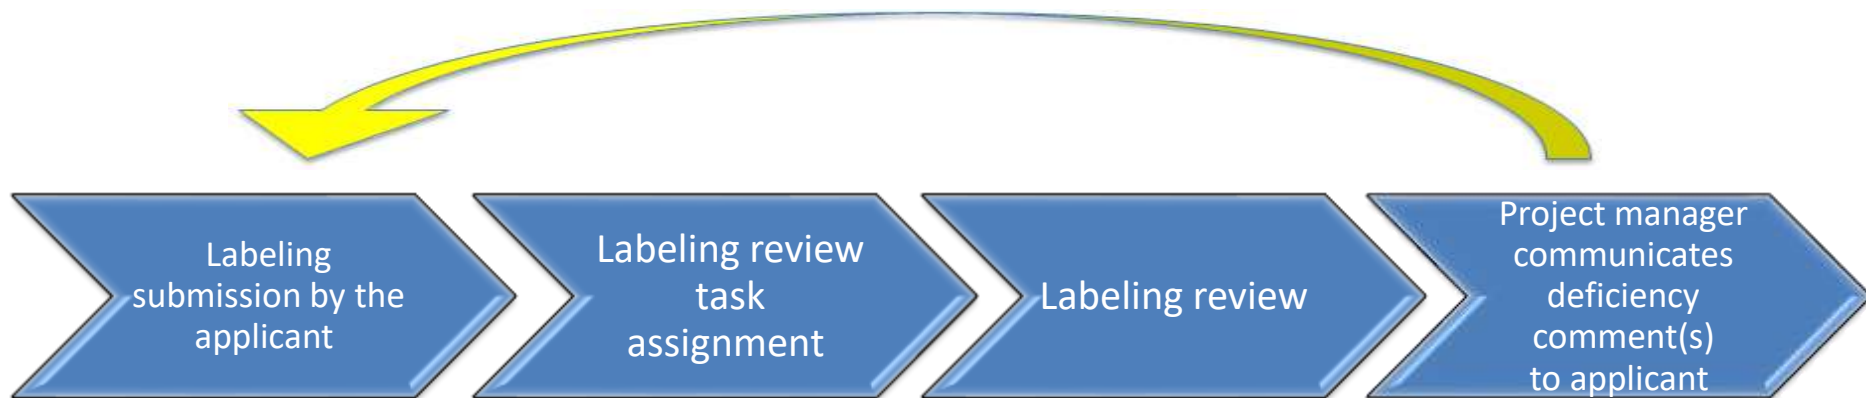 Labeling
submission by the
applicant
Labeling review
task
assignment
Labeling review
Project manager
communicates
deficiency
comment(s)
to applicant